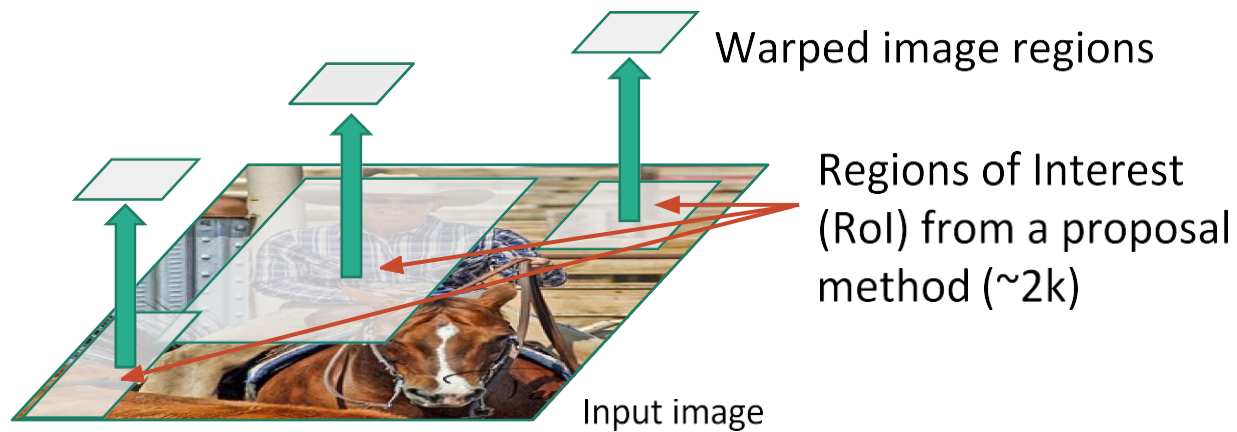 Warped image regions
Regions of Interest
(RoI) from a proposal
method (~2k)
Input image